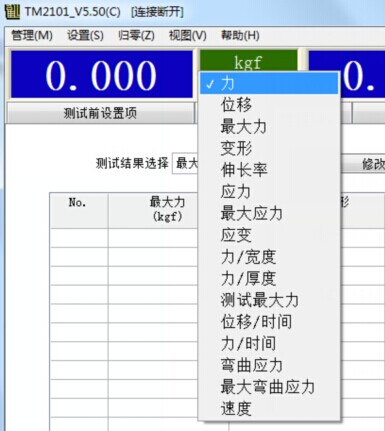 TM2101_V5.50(C) [连接断开]
管理(M) 设置(S) 归零(Z) 视图(V) 帮助(H)
0.000 kgf 0.
测试前设置项
测试结果选择 最大 修改
No. 最大力 形
(kgf)
✓ 力
位移
最大力
变形
伸长率
应力
最大应力
应变
力/宽度
力/厚度
测试最大力
位移/时间
力/时间
弯曲应力
最大弯曲应力
速度